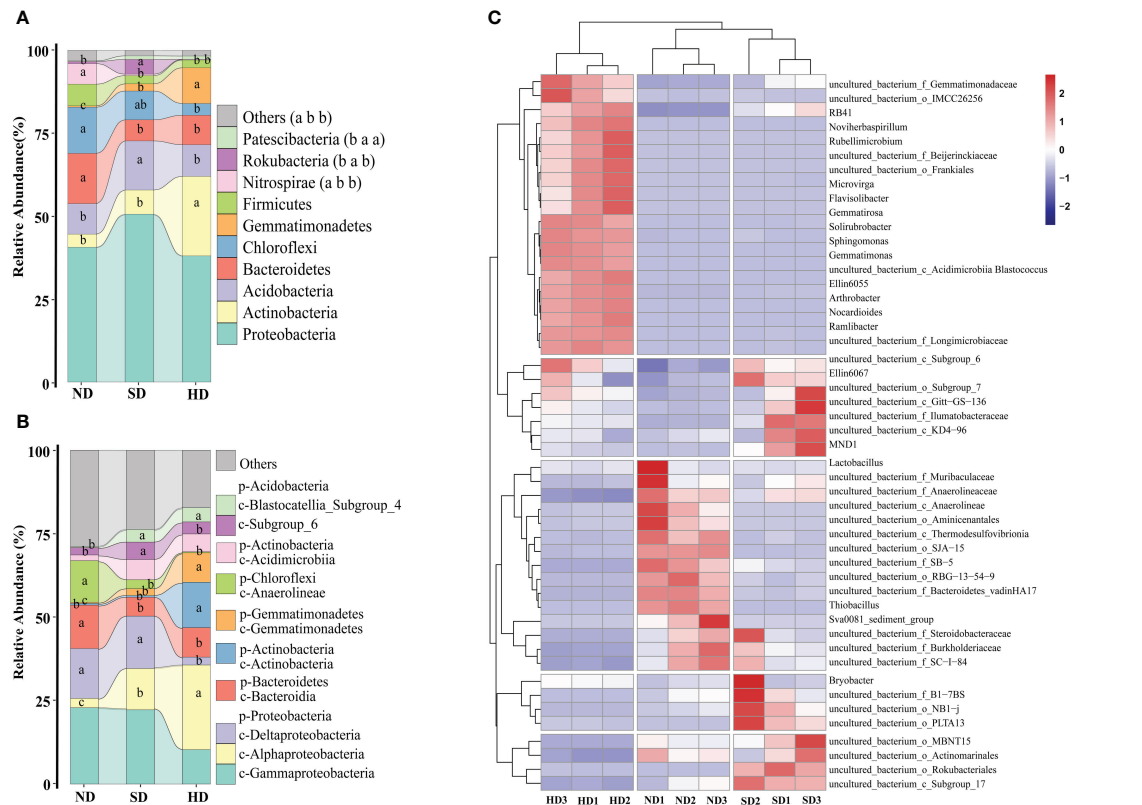 A
Relative Abundance(%)
100
75
50
25
0
b
a
c
a
a
b
b
a
b
b
ab
b
a
b
b b
a
b
b
b
a
ND SD HD
Others (a b b)
Patescibacteria (b a a)
Rokubacteria (b a b)
Nitrospirae (a b b)
Firmicutes
Gemmatimonadetes
Chloroflexi
Bacteroidetes
Acidobacteria
Actinobacteria
Proteobacteria
B
Relative Abundance (%)
100
75
50
25
0
b
b
a
b c
a
a
c
a
a
b
b
b
b
a
b
a
b
b
a
a
b
b
a
ND SD HD
Others
p-Acidobacteria
c-Blastocatellia_Subgroup_4
c-Subgroup_6
p-Actinobacteria
c-Acidimicrobiia
p-Chloroflexi
c-Anaerolineae
p-Gemmatimonadetes
c-Gemmatimonadetes
p-Actinobacteria
c-Actinobacteria
p-Bacteroidetes
c-Bacteroidia
p-Proteobacteria
c-Deltaproteobacteria
c-Alphaproteobacteria
c-Gammaproteobacteria
C
uncultured_bacterium_f_Gemmatimonadaceae
uncultured_bacterium_o_IMCC26256
RB41
Noviherbaspirillum
Rubellimicrobium
uncultured_bacterium_f_Beijerinckiaceae
uncultured_bacterium_o_Frankiales
Microvirga
Flavisolibacter
Gemmatirosa
Solirubrobacter
Sphingomonas
Gemmatimonas
uncultured_bacterium_c_Acidimicrobiia Blastococcus
Ellin6055
Arthrobacter
Nocardioides
Ramlibacter
uncultured_bacterium_f_Longimicrobiaceae
uncultured_bacterium_c_Subgroup_6
Ellin6067
uncultured_bacterium_o_Subgroup_7
uncultured_bacterium_c_Gitt−GS−136
uncultured_bacterium_f_Ilumatobacteraceae
uncultured_bacterium_c_KD4−96
MND1
Lactobacillus
uncultured_bacterium_f_Muribaculaceae
uncultured_bacterium_f_Anaerolineaceae
uncultured_bacterium_c_Anaerolineae
uncultured_bacterium_o_Aminicenantales
uncultured_bacterium_c_Thermodesulfovibrionia
uncultured_bacterium_o_SJA−15
uncultured_bacterium_f_SB−5
uncultured_bacterium_o_RBG−13−54−9
uncultured_bacterium_f_Bacteroidetes_vadinHA17
Thiobacillus
Sva0081_sediment_group
uncultured_bacterium_f_Steroidobacteraceae
uncultured_bacterium_f_Burkholderiaceae
uncultured_bacterium_f_SC−I−84
Bryobacter
uncultured_bacterium_f_B1−7BS
uncultured_bacterium_o_NB1−j
uncultured_bacterium_o_PLTA13
uncultured_bacterium_o_MBNT15
uncultured_bacterium_o_Actinomarinales
uncultured_bacterium_o_Rokubacteriales
uncultured_bacterium_c_Subgroup_17
HD3 HD1 HD2 ND1 ND2 ND3 SD2 SD1 SD3
2
1
0
−1
−2